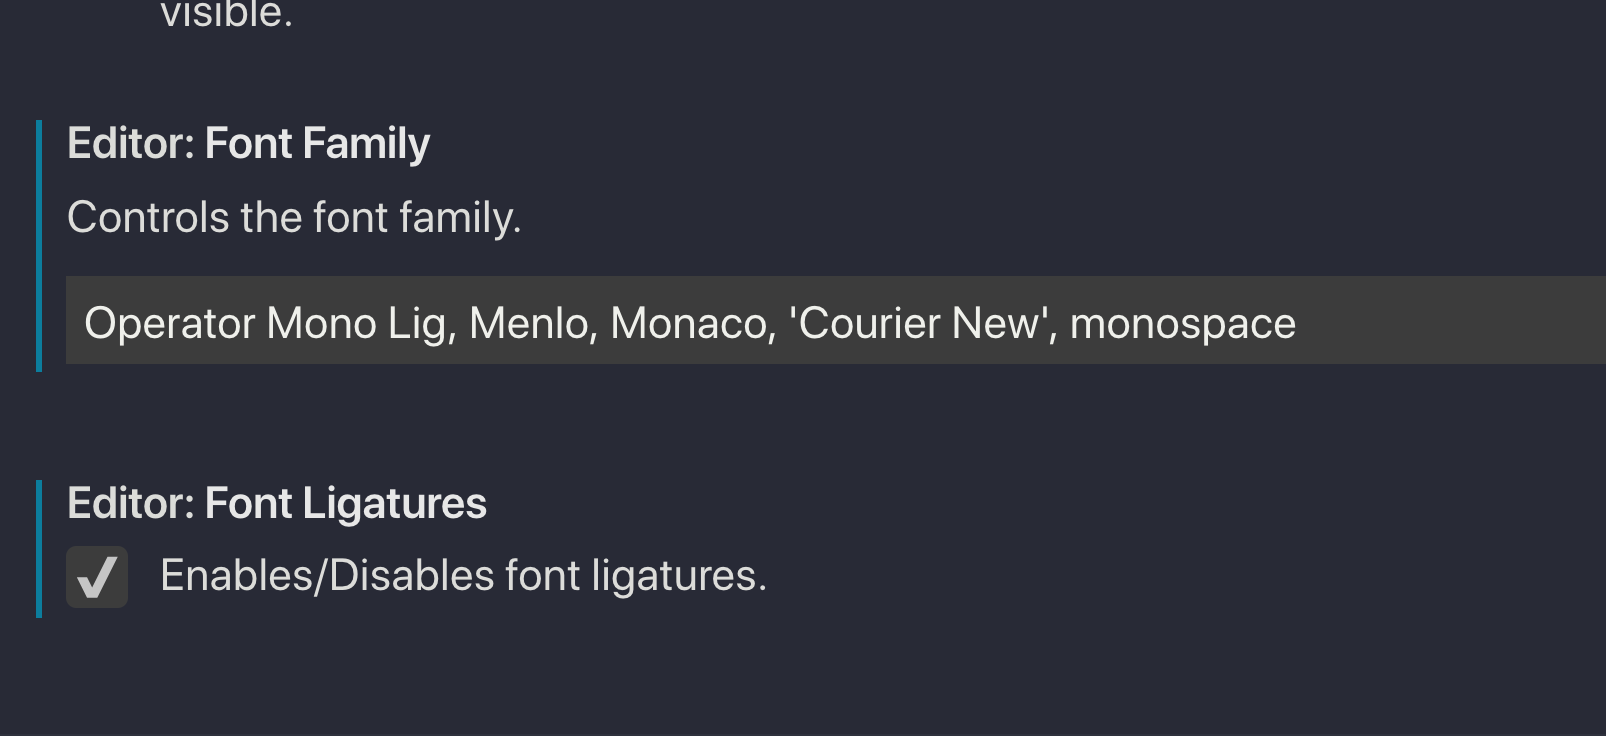 visible.
Editor: Font Family
Controls the font family.
Operator Mono Lig, Menlo, Monaco, 'Courier New', monospace
Editor: Font Ligatures
Enables/Disables font ligatures.